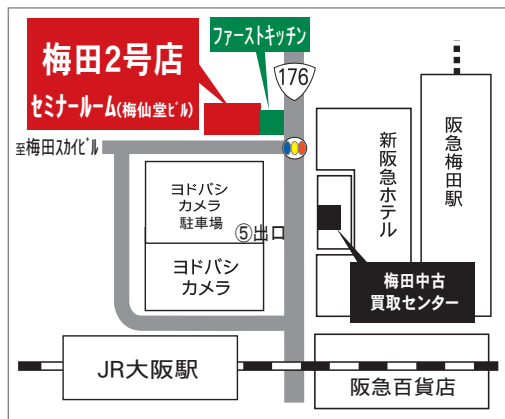 梅田2号店
セミナールーム(梅仙堂ビル)
ファーストキッチン
176
至梅田スカイビル
ヨドバシ
カメラ
駐車場
⑤出口
ヨドバシ
カメラ
新阪急ホテル
阪急梅田駅
梅田中古
買取センター
JR大阪駅
阪急百貨店